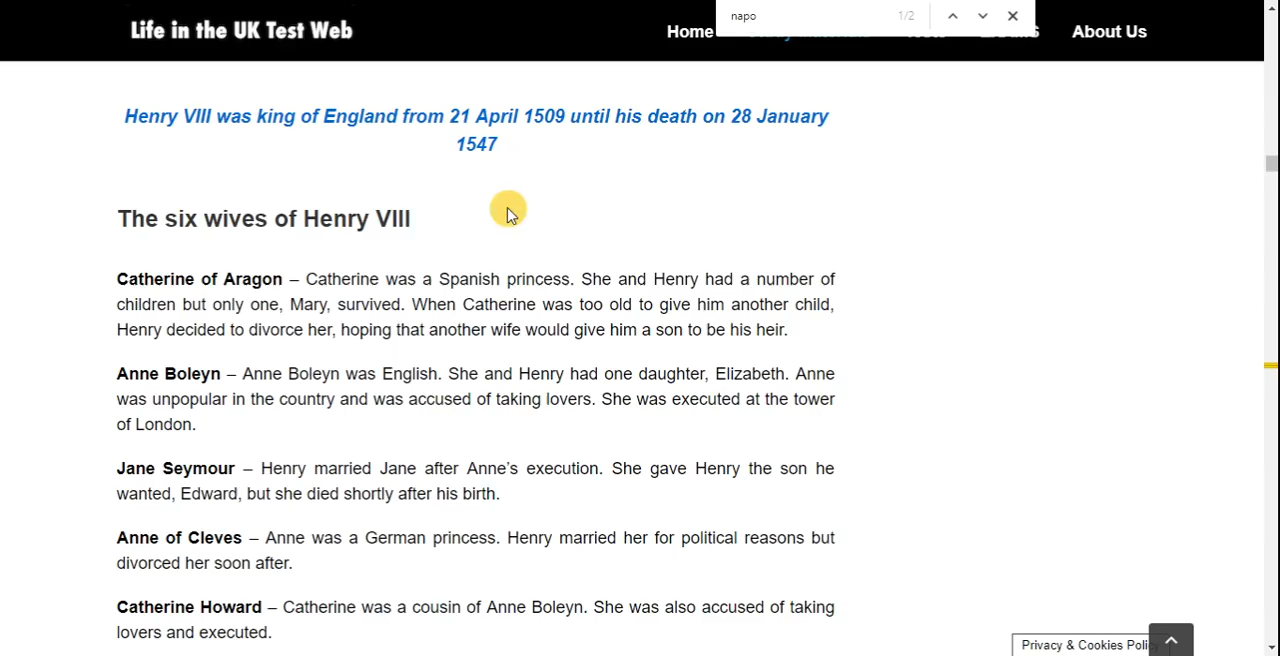 Life in the UK Test Web
napo
1/2
Home
About Us
Henry VIII was king of England from 21 April 1509 until his death on 28 January
1547
The six wives of Henry VIII
Catherine of Aragon – Catherine was a Spanish princess. She and Henry had a number of
children but only one, Mary, survived. When Catherine was too old to give him another child,
Henry decided to divorce her, hoping that another wife would give him a son to be his heir.
Anne Boleyn – Anne Boleyn was English. She and Henry had one daughter, Elizabeth. Anne
was unpopular in the country and was accused of taking lovers. She was executed at the tower
of London.
Jane Seymour – Henry married Jane after Anne’s execution. She gave Henry the son he
wanted, Edward, but she died shortly after his birth.
Anne of Cleves – Anne was a German princess. Henry married her for political reasons but
divorced her soon after.
Catherine Howard – Catherine was a cousin of Anne Boleyn. She was also accused of taking
lovers and executed.
Privacy & Cookies Polic